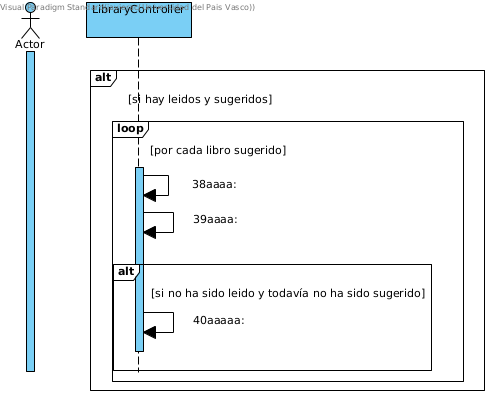 Visual Paradigm Stan del Pais Vasco))
LibraryController
Actor
alt
[si hay leidos y sugeridos]
loop
[por cada libro sugerido]
38aaaa:
39aaaa:
alt
[si no ha sido leido y todavía no ha sido sugerido]
40aaaaa: